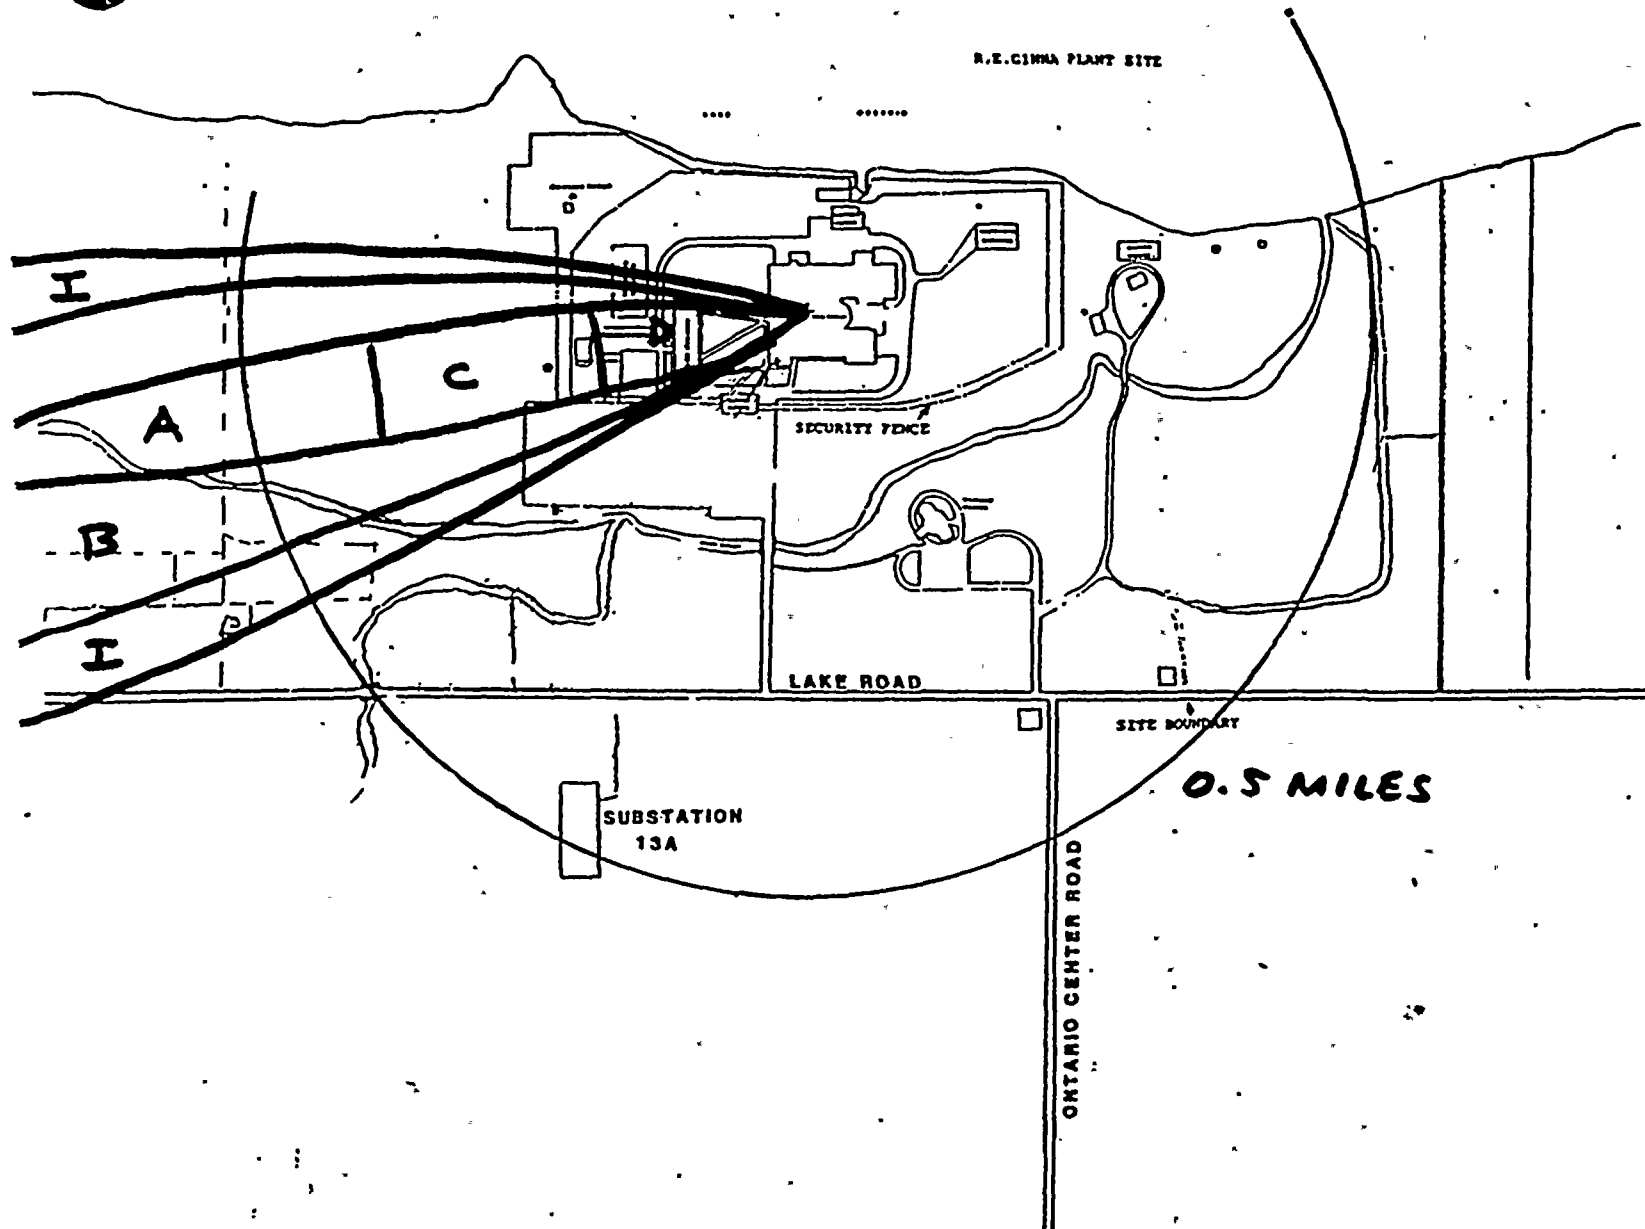 R.E.GINNA PLANT SITE
I
D
C
A
SECURITY FENCE
B
I
LAKE ROAD
SITE BOUNDARY
0.5 MILES
SUBSTATION
13A
ONTARIO CENTER ROAD